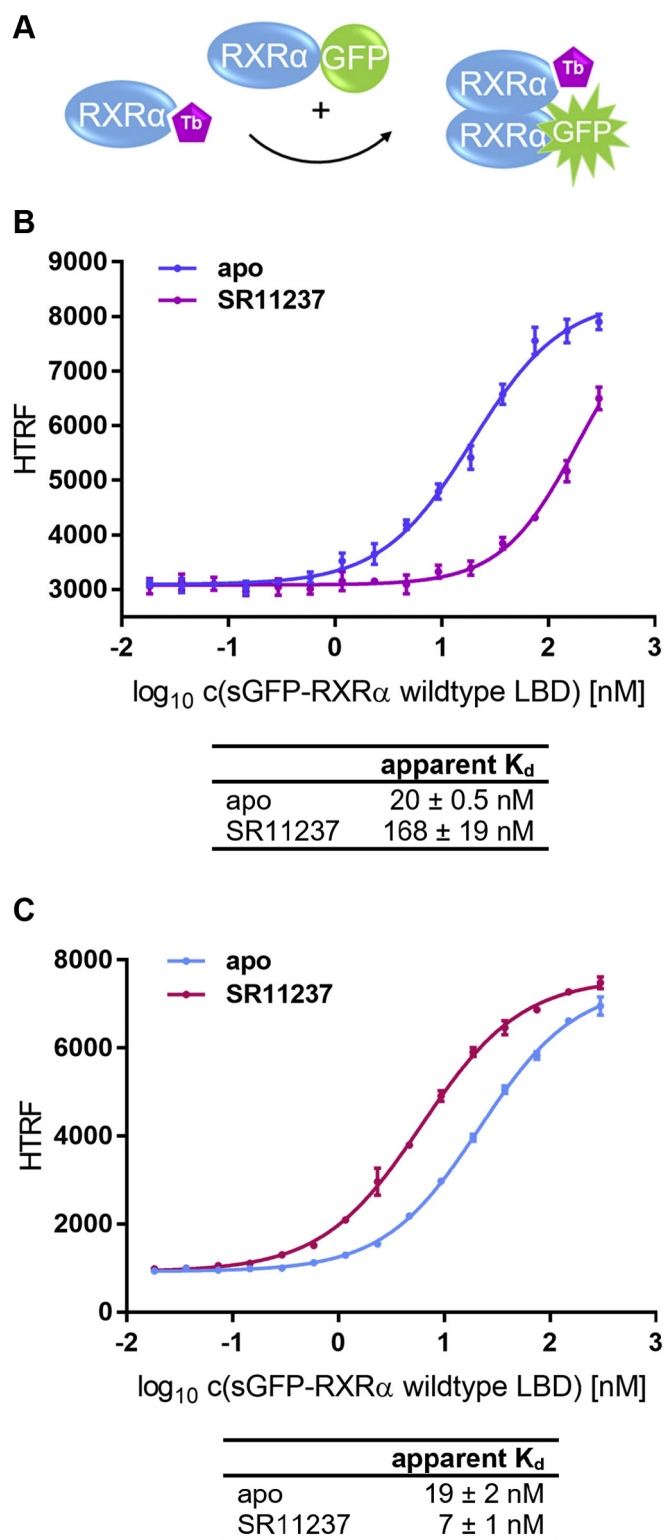 A
RXRα GFP
RXRα Tb
+
RXRα Tb
RXRα GFP
B
9000
8000
7000
6000
5000
4000
3000
HTRF
apo
SR11237
-2 -1 0 1 2 3
log10 c(sGFP-RXRα wildtype LBD) [nM]
apparent Kd
apo 20 ± 0.5 nM
SR11237 168 ± 19 nM
C
8000
6000
4000
2000
0
HTRF
apo
SR11237
-2 -1 0 1 2 3
log10 c(sGFP-RXRα wildtype LBD) [nM]
apparent Kd
apo 19 ± 2 nM
SR11237 7 ± 1 nM